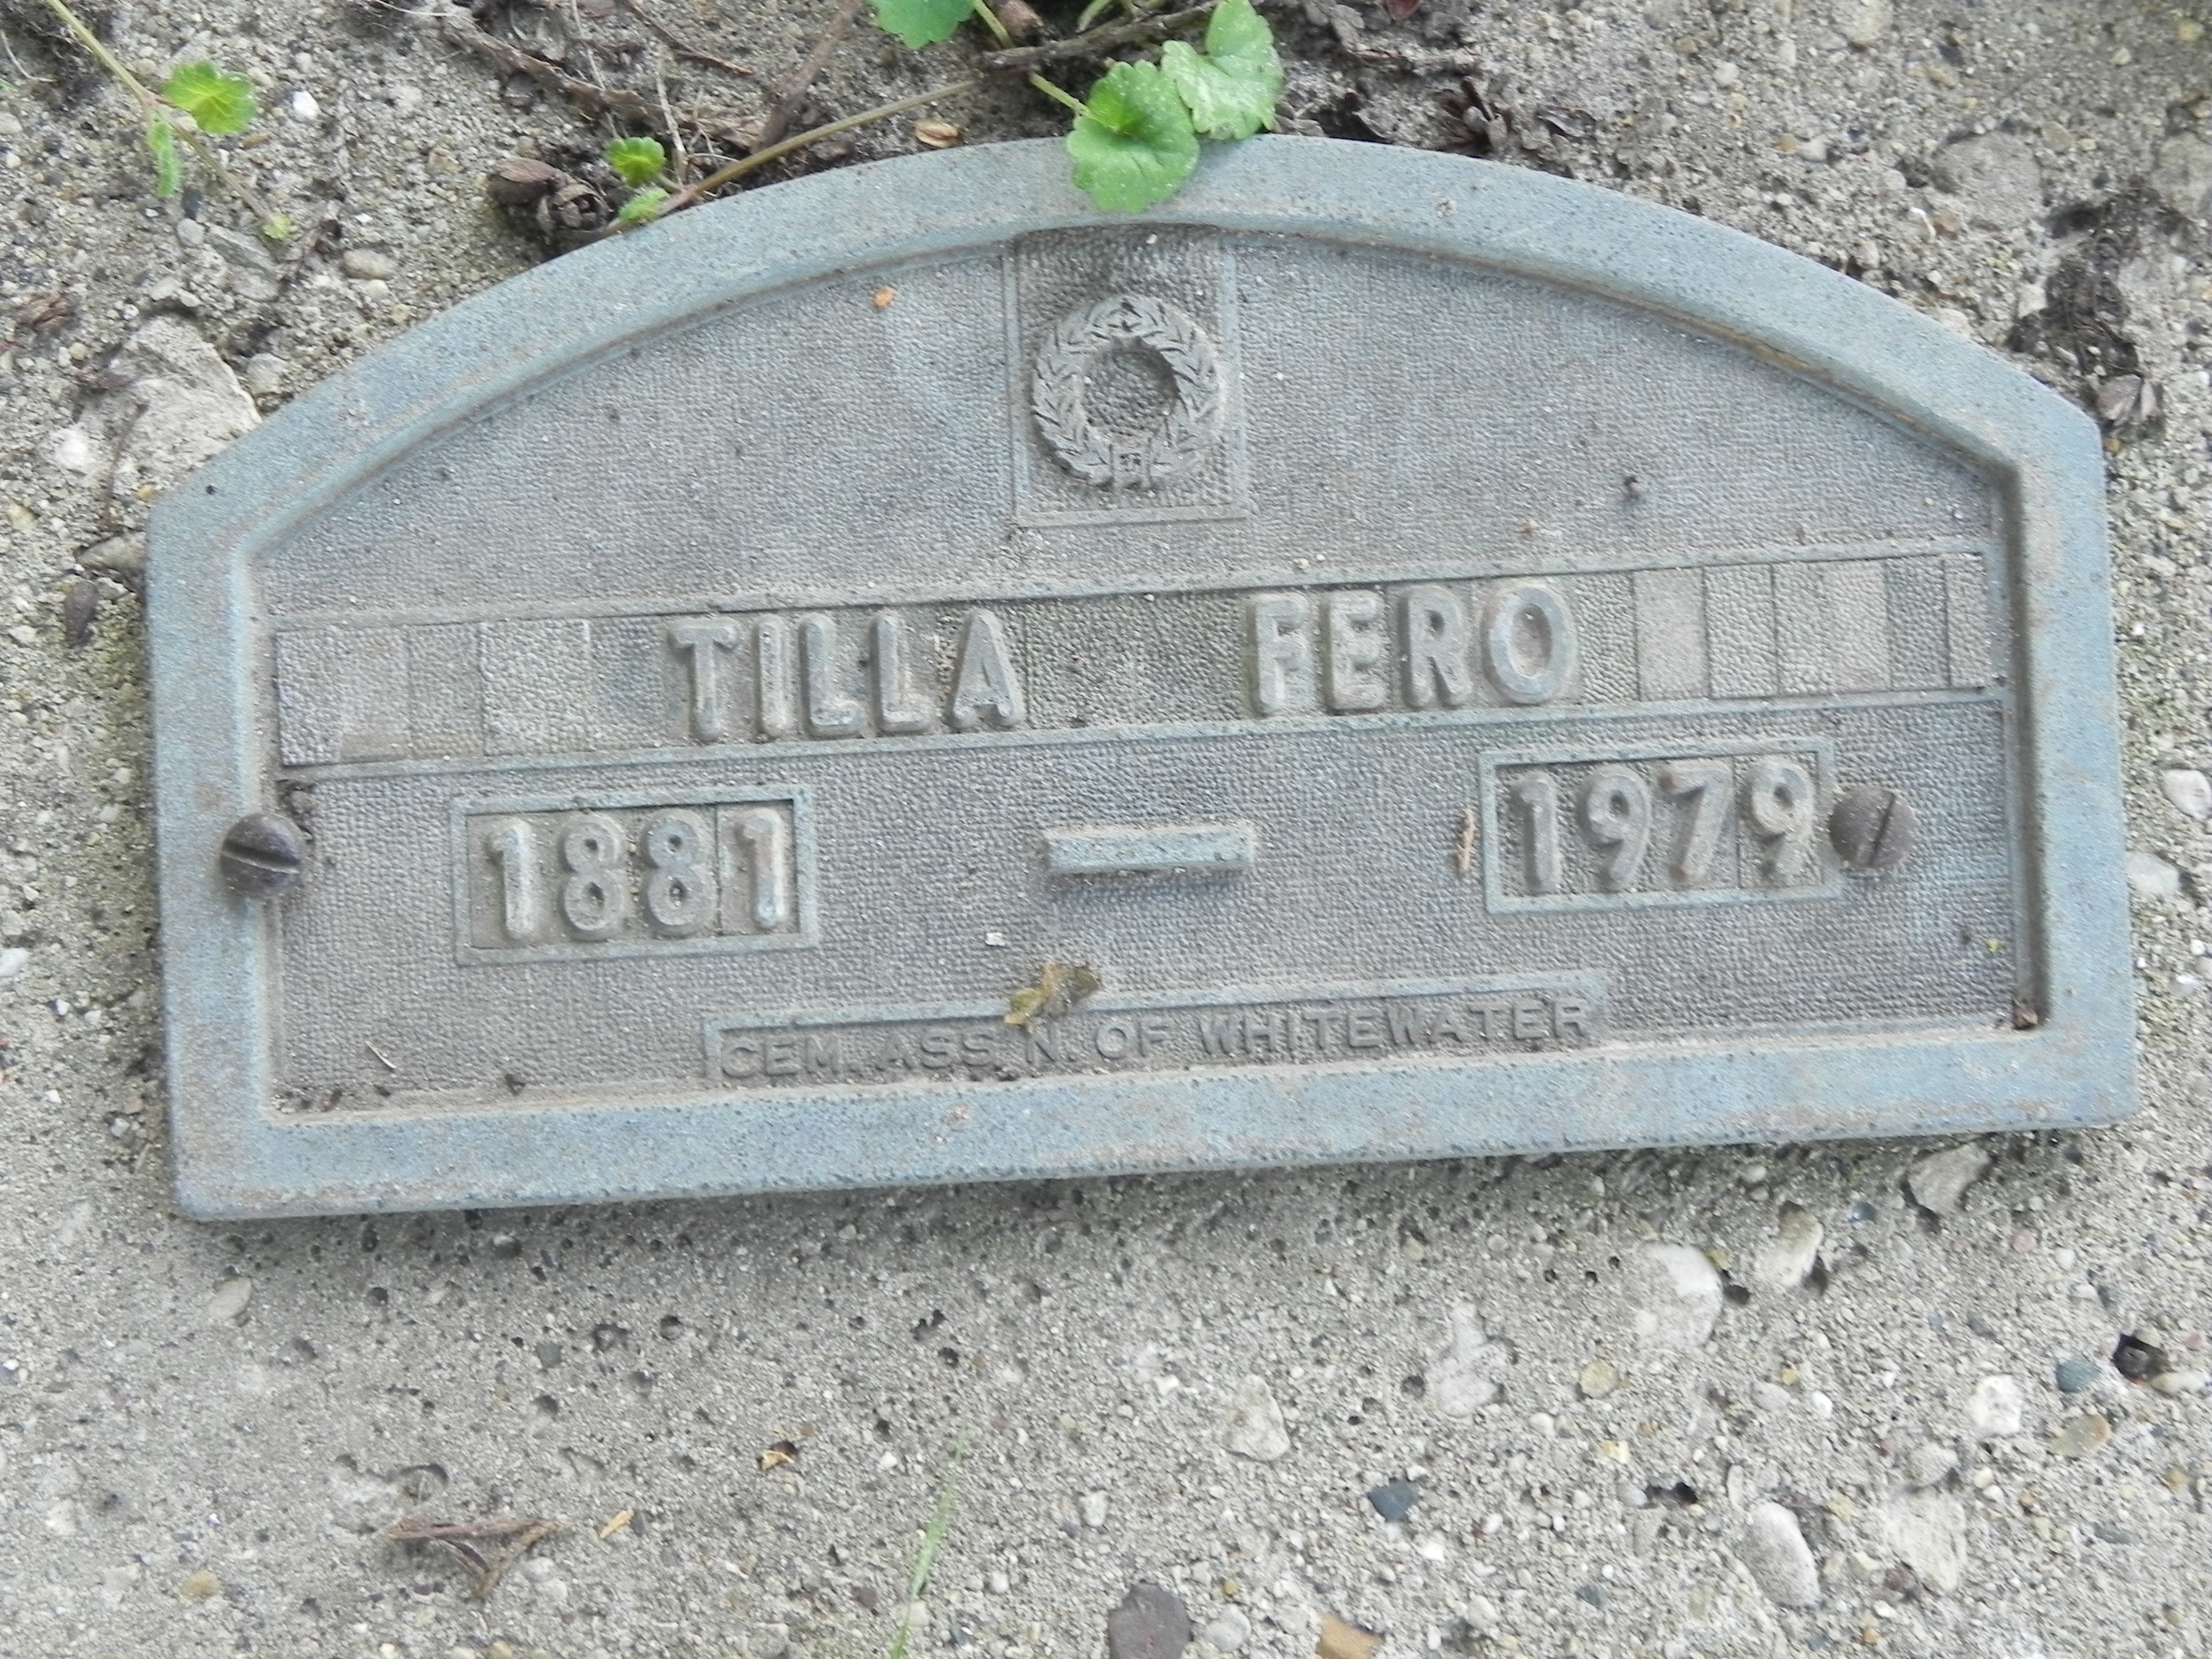 TILLA FERO
1881 — 1979
CEM. ASS'N. OF WHITEWATER